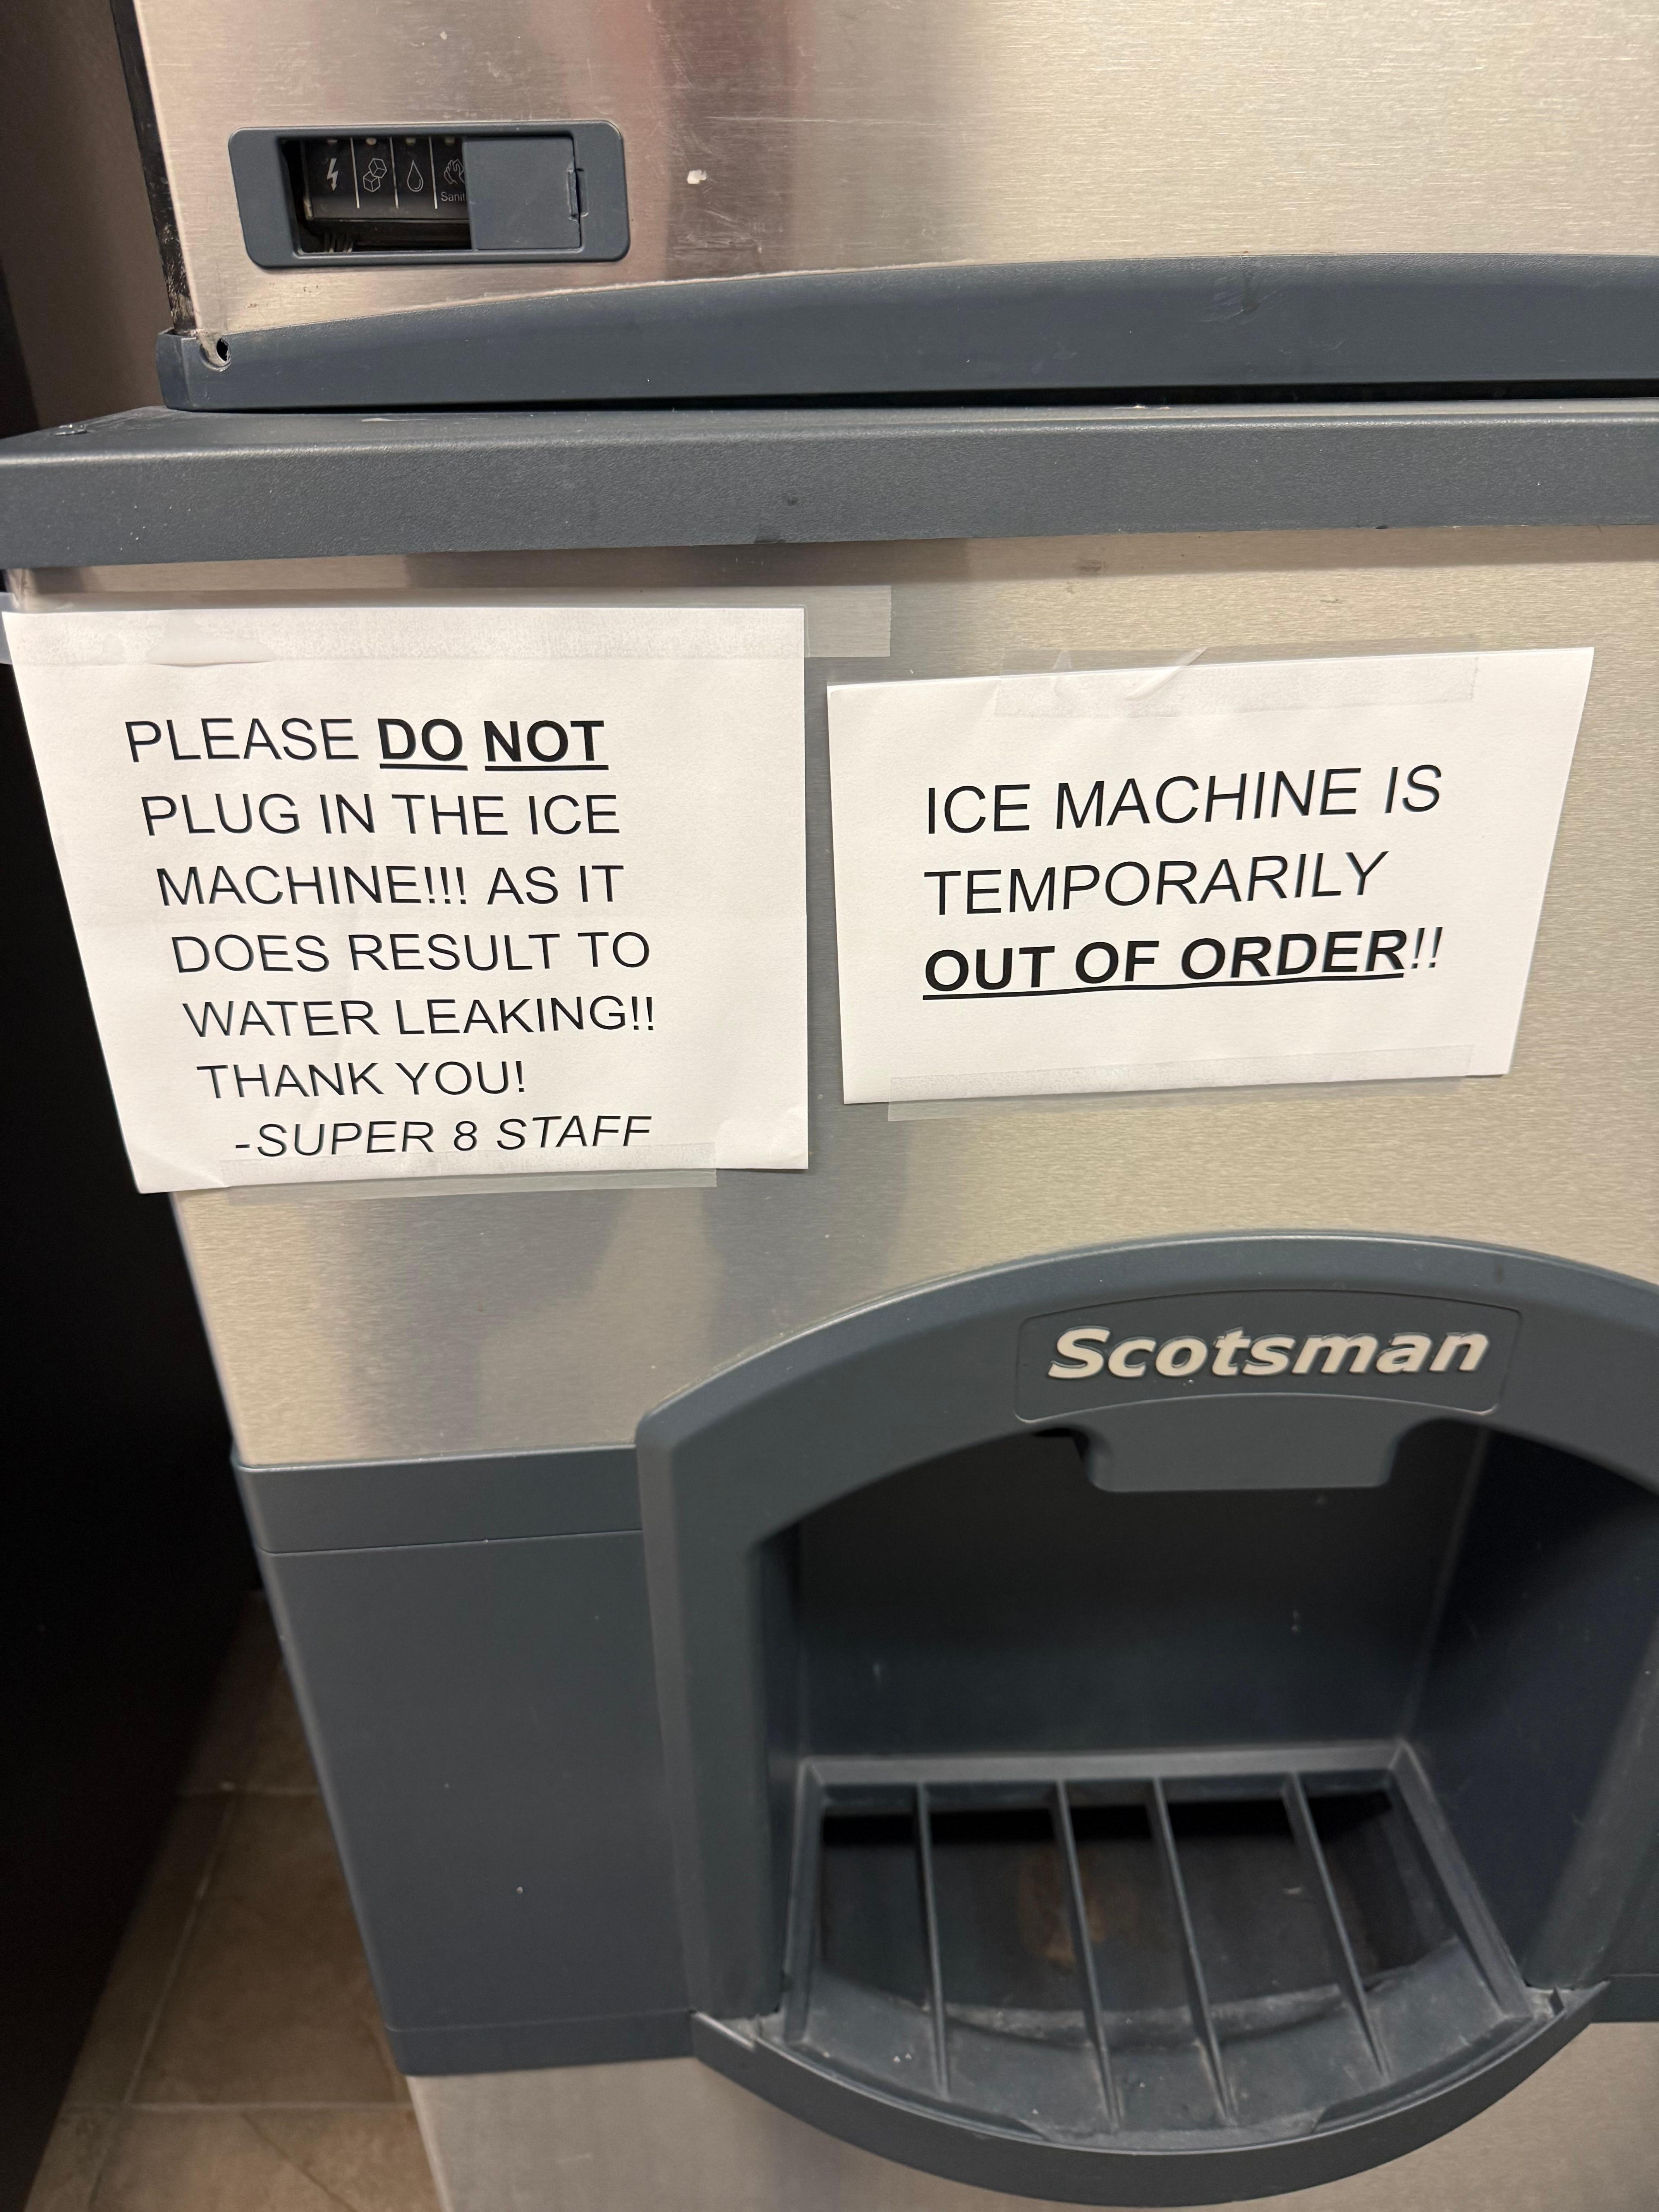 Sani
PLEASE DO NOT
PLUG IN THE ICE
MACHINE!!! AS IT
DOES RESULT TO
WATER LEAKING!!
THANK YOU!
-SUPER 8 STAFF
ICE MACHINE IS
TEMPORARILY
OUT OF ORDER!!
Scotsman